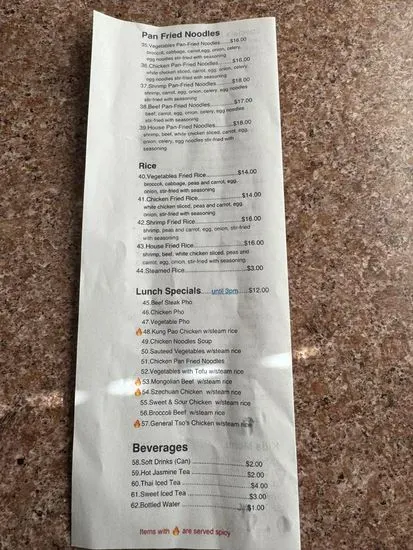 Pan Fried Noodles
35.Vegetables Pan-Fried Noodles.....$16.00
broccoli, cabbage, carrot,egg, onion, celery,
egg noodles stir-fried with seasoning
36.Chicken Pan-Fried Noodles.......$16.00
white chicken sliced, carrot, egg, onion, celery,
egg noodles stir-fried with seasoning
37.Shrimp Pan-Fried Noodles.......$18.00
shrimp, carrot, egg, onion, celery, egg noodles
stir-fried with seasoning
38.Beef Pan-Fried Noodles.........$17.00
beef, carrot, egg, onion, celery, egg noodles
stir-fried with seasoning
39.House Pan-Fried Noodles.......$18.00
shrimp, beef, white chicken sliced, carrot, egg,
onion, celery, egg noodles stir-fried with
seasoning
Rice
40.Vegetables Fried Rice.............$14.00
broccoli, cabbage, peas and carrot, egg,
onion, stir-fried with seasoning
41.Chicken Fried Rice..................$14.00
white chicken sliced, peas and carrot, egg,
onion, stir-fried with seasoning
42.Shrimp Fried Rice...................$16.00
shrimp, peas and carrot, egg, onion, stir-fried
with seasoning
43.House Fried Rice....................$16.00
shrimp, beef, white chicken sliced, peas and
carrot, egg, onion, stir-fried with seasoning
44.Steamed Rice.........................$3.00
Lunch Specials.....until 3pm....$12.00
45.Beef Steak Pho
46.Chicken Pho
47.Vegetable Pho
🔥48.Kung Pao Chicken w/steam rice
49.Chicken Noodles Soup
50.Sauteed Vegetables w/steam rice
51.Chicken Pan Fried Noodles
52.Vegetables with Tofu w/steam rice
🔥53.Mongolian Beef w/steam rice
🔥54.Szechuan Chicken w/steam rice
55.Sweet & Sour Chicken w/steam rice
56.Broccoli Beef w/steam rice
🔥57.General Tso's Chicken w/steam rice
Beverages
58.Soft Drinks (Can) .....................$2.00
59.Hot Jasmine Tea .....................$2.00
60.Thai Iced Tea ..........................$4.00
61.Sweet Iced Tea .......................$3.00
62.Bottled Water ..........................$1.00
Items with 🔥 are served spicy